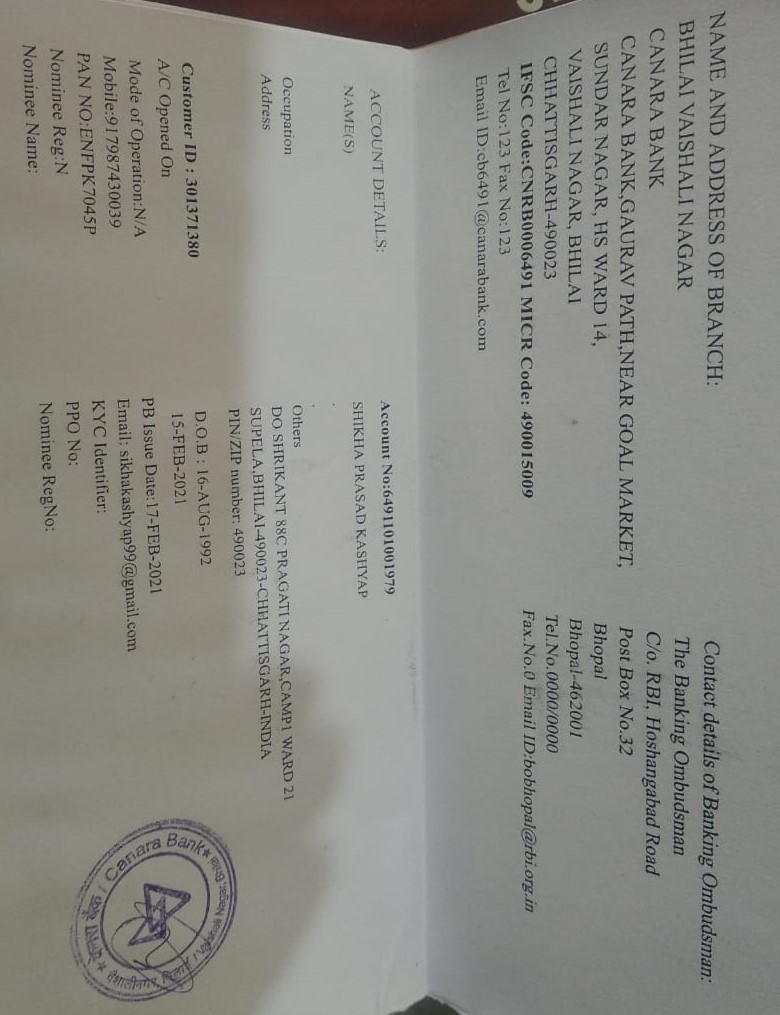 NAME AND ADDRESS OF BRANCH:
BHILAI VAISHALI NAGAR
CANARA BANK
CANARA BANK,GAURAV PATH,NEAR GOAL MARKET,
SUNDAR NAGAR, HS WARD 14,
VAISHALI NAGAR, BHILAI
CHHATTISGARH-490023
IFSC Code:CNRB0006491 MICR Code: 490015009
Tel No:123 Fax No:123
Email ID:cb6491@canarabank.com
Contact details of Banking Ombudsman:
The Banking Ombudsman
C/o. RBI, Hoshangabad Road
Post Box No.32
Bhopal
Bhopal-462001
Tel.No.0000/0000
Fax.No.0 Email ID:bobhopal@rbi.org.in
ACCOUNT DETAILS: Account No:6491101001979
NAME(S) SHIKHA PRASAD KASHYAP
Occupation Others
Address DO SHRIKANT 88C PRAGATI NAGAR,CAMP1 WARD 21
SUPELA,BHILAI-490023-CHHATTISGARH-INDIA
PIN/ZIP number: 490023
Customer ID : 301371380 D.O.B : 16-AUG-1992
A/C Opened On 15-FEB-2021
Mode of Operation:N/A PB Issue Date:17-FEB-2021
Mobile:917987430039 Email: sikhakashyap99@gmail.com
PAN NO:ENFPK7045P KYC Identifier:
Nominee Reg:N PPO No:
Nominee Name: Nominee RegNo:
Canara Bank